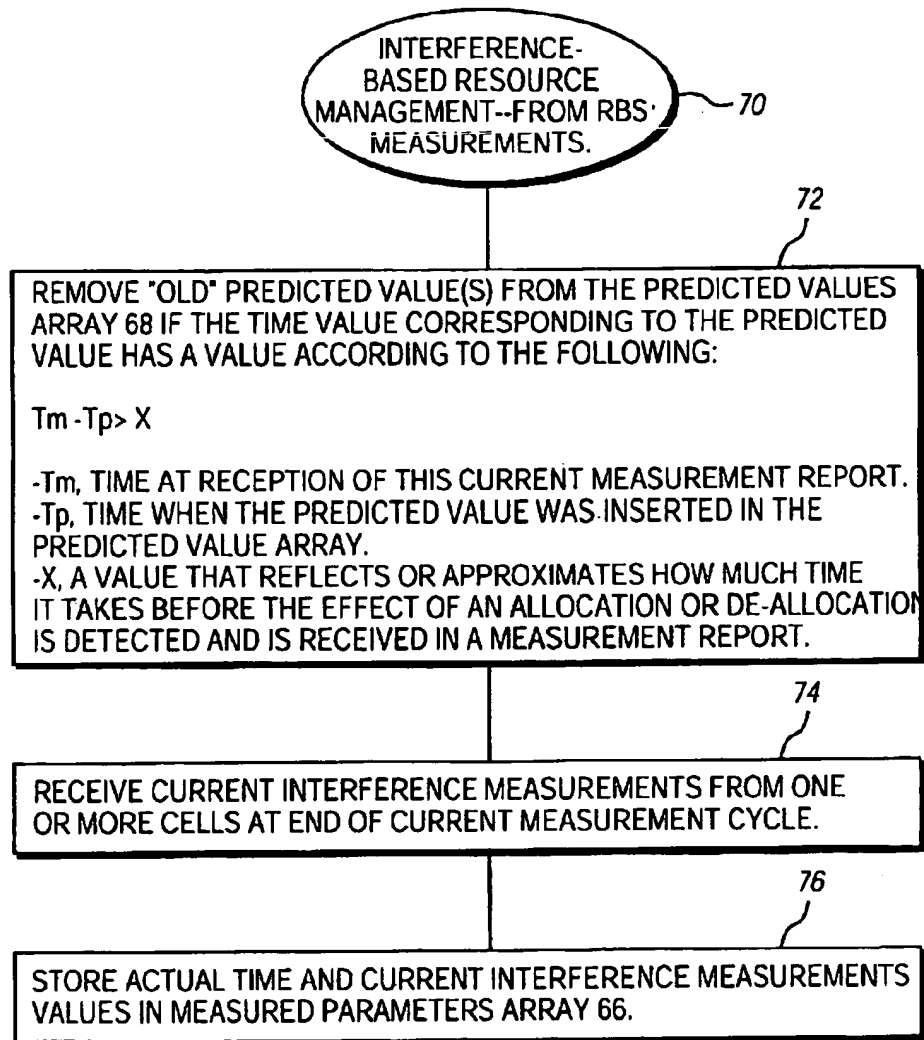 INTERFERENCE-
BASED RESOURCE
MANAGEMENT--FROM RBS
MEASUREMENTS.
70
72
REMOVE "OLD" PREDICTED VALUE(S) FROM THE PREDICTED VALUES
ARRAY 68 IF THE TIME VALUE CORRESPONDING TO THE PREDICTED
VALUE HAS A VALUE ACCORDING TO THE FOLLOWING:
Tm -Tp> X
-Tm, TIME AT RECEPTION OF THIS CURRENT MEASUREMENT REPORT.
-Tp, TIME WHEN THE PREDICTED VALUE WAS INSERTED IN THE
PREDICTED VALUE ARRAY.
-X, A VALUE THAT REFLECTS OR APPROXIMATES HOW MUCH TIME
IT TAKES BEFORE THE EFFECT OF AN ALLOCATION OR DE-ALLOCATION
IS DETECTED AND IS RECEIVED IN A MEASUREMENT REPORT.
74
RECEIVE CURRENT INTERFERENCE MEASUREMENTS FROM ONE
OR MORE CELLS AT END OF CURRENT MEASUREMENT CYCLE.
76
STORE ACTUAL TIME AND CURRENT INTERFERENCE MEASUREMENTS
VALUES IN MEASURED PARAMETERS ARRAY 66.